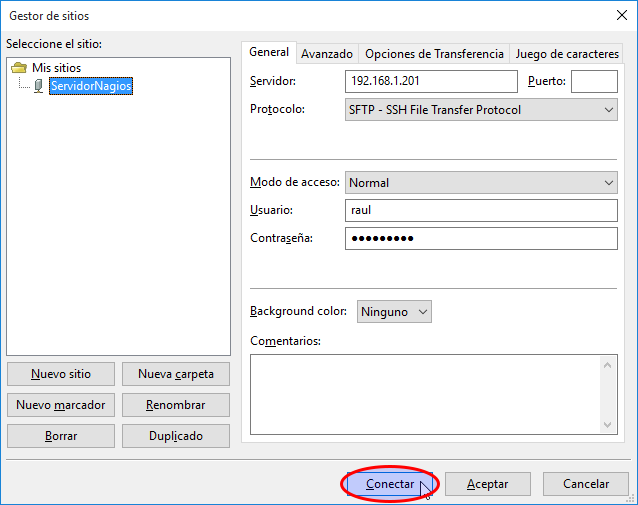 Gestor de sitios
Seleccione el sitio:
Mis sitios
ServidorNagios
Nuevo sitio
Nueva carpeta
Nuevo marcador
Renombrar
Borrar
Duplicado
General
Avanzado
Opciones de Transferencia
Juego de caracteres
Servidor: 192.168.1.201 Puerto:
Protocolo: SFTP - SSH File Transfer Protocol
Modo de acceso: Normal
Usuario: raul
Contraseña: ●●●●●●●●●
Background color: Ninguno
Comentarios:
Conectar
Aceptar
Cancelar